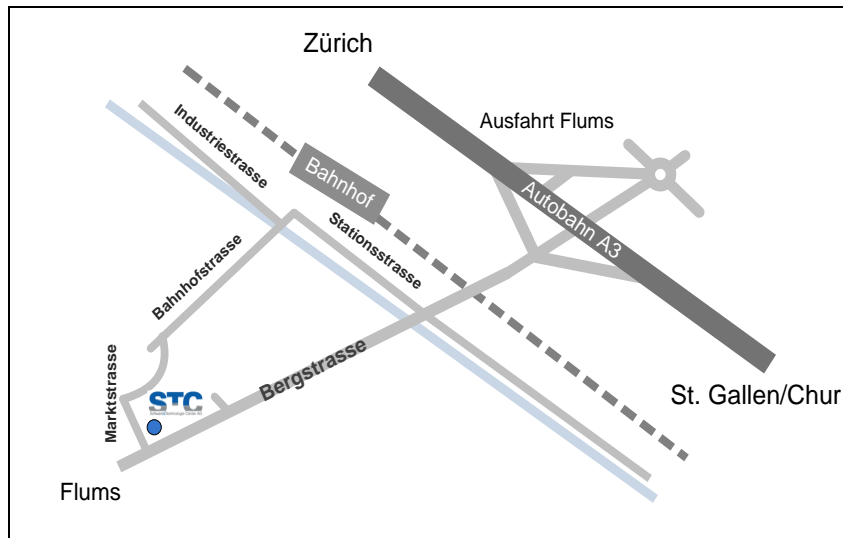 Zürich
Ausfahrt Flums
Industriestrasse
Bahnhof
Autobahn A3
Stationsstrasse
Bahnhofstrasse
Bergstrasse
Marktstrasse
STC
St. Gallen/Chur
Flums